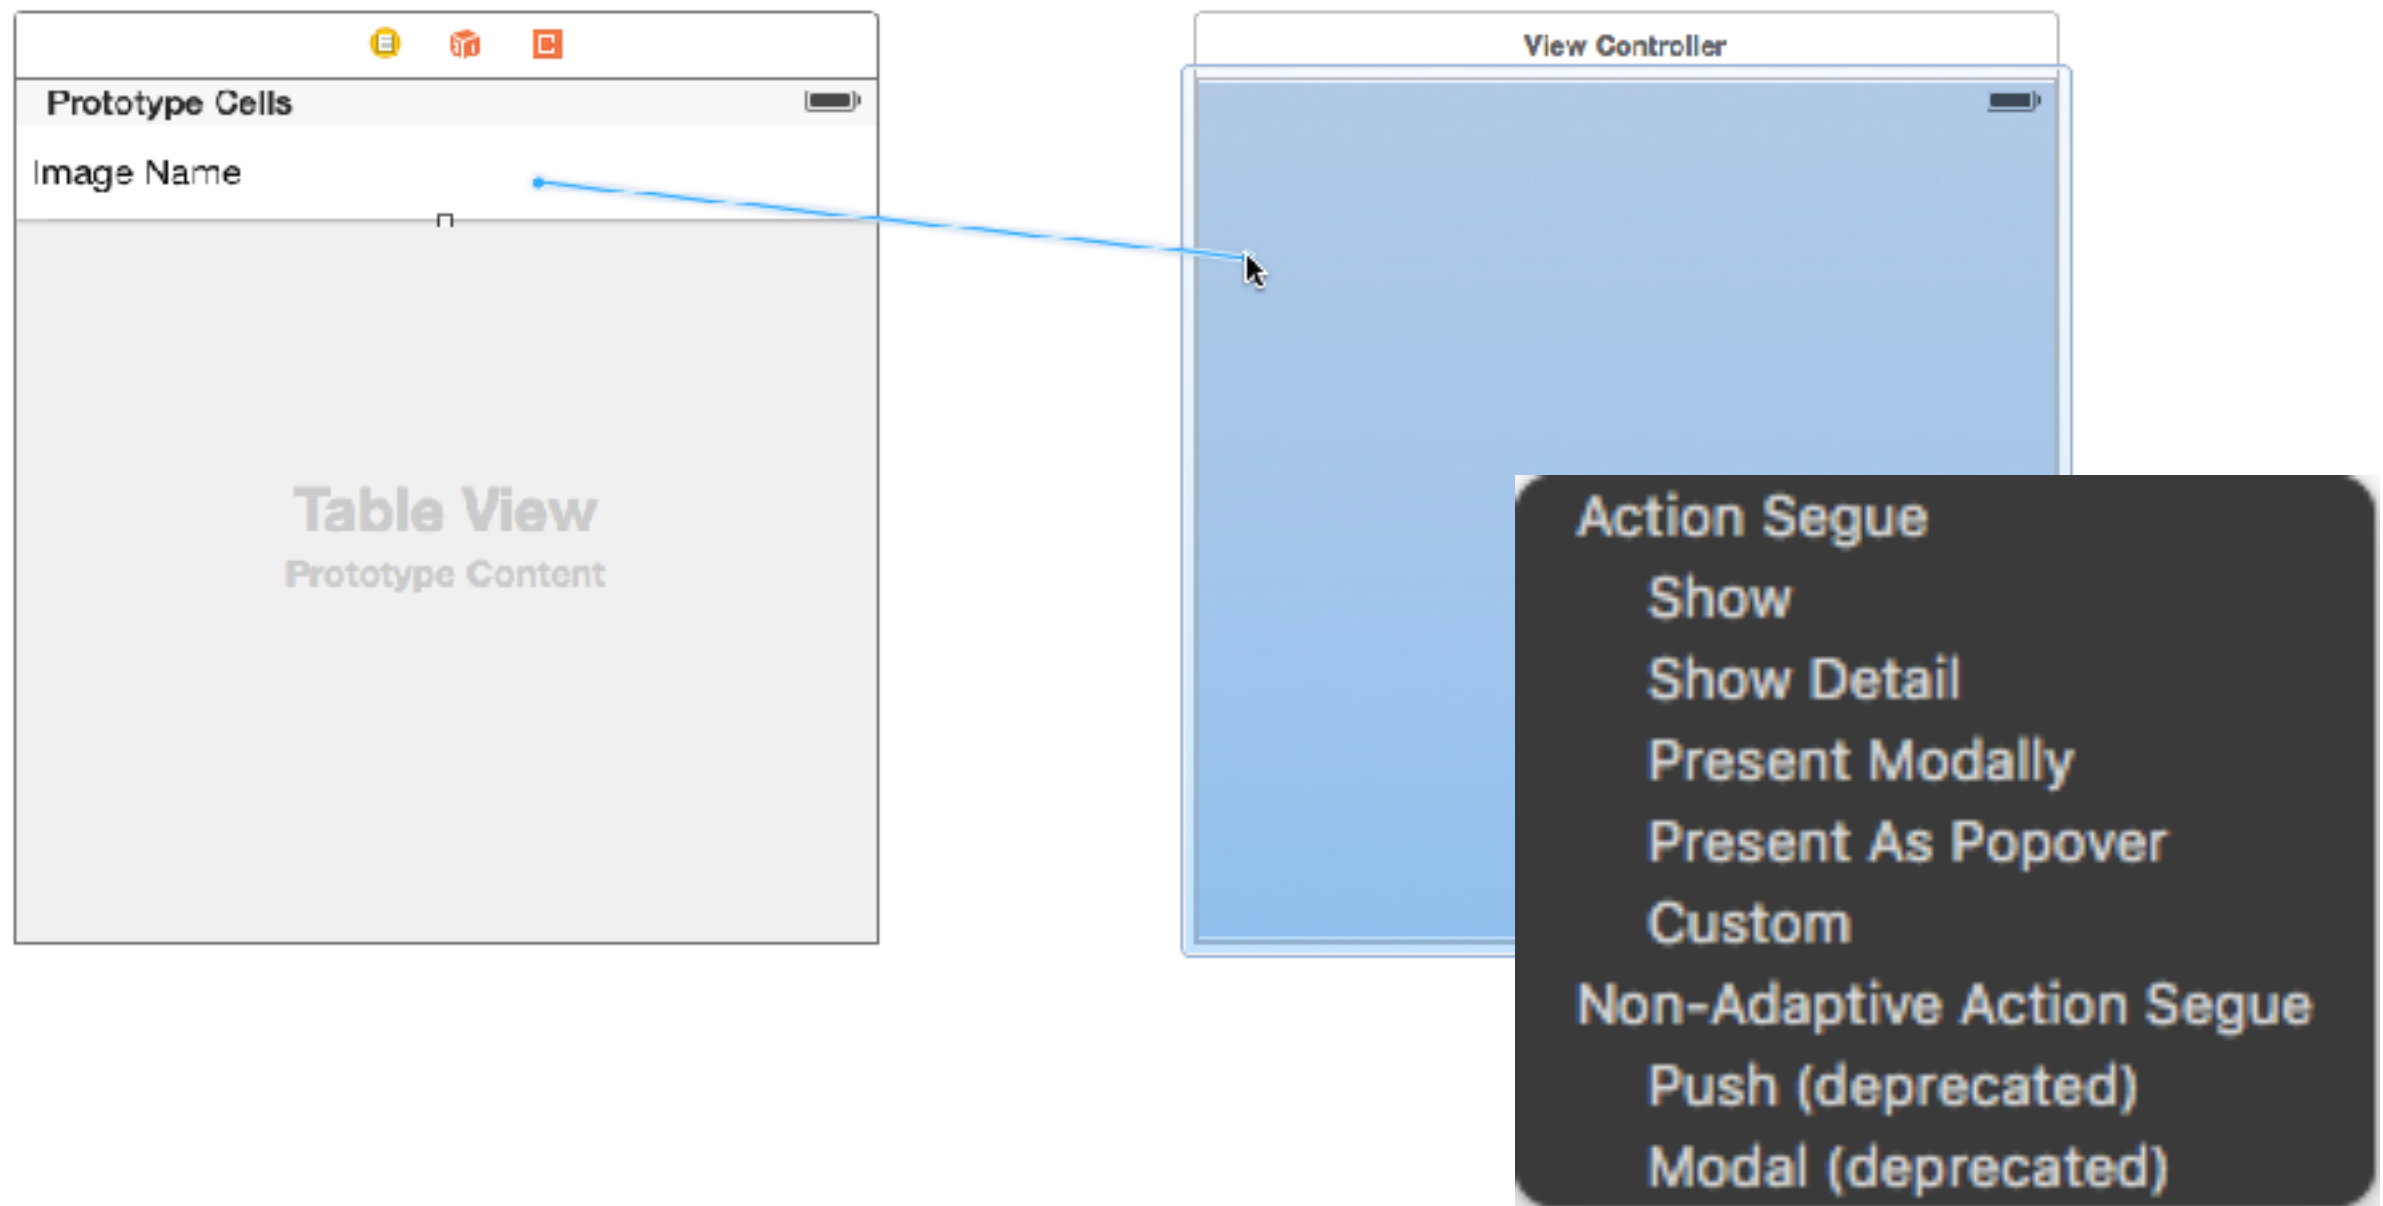 View Controller
Prototype Cells
Image Name
Table View
Prototype Content
Action Segue
Show
Show Detail
Present Modally
Present As Popover
Custom
Non-Adaptive Action Segue
Push (deprecated)
Modal (deprecated)